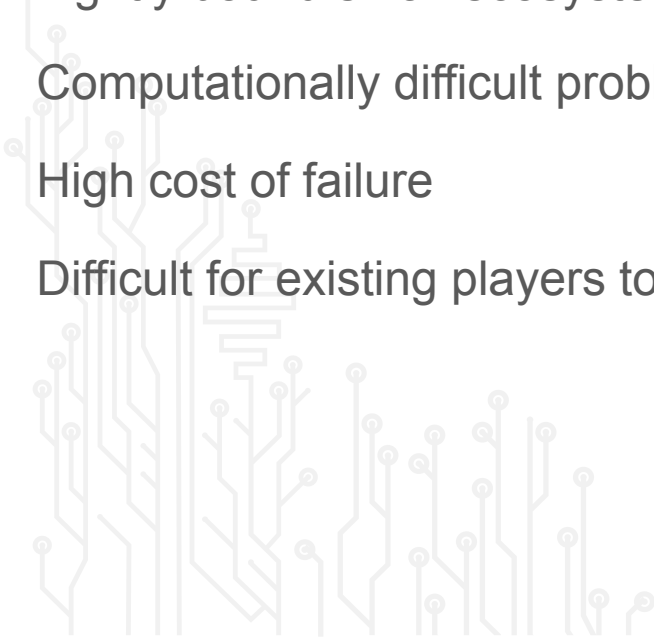 Computationally difficult prob
High cost of failure
Difficult for existing players to